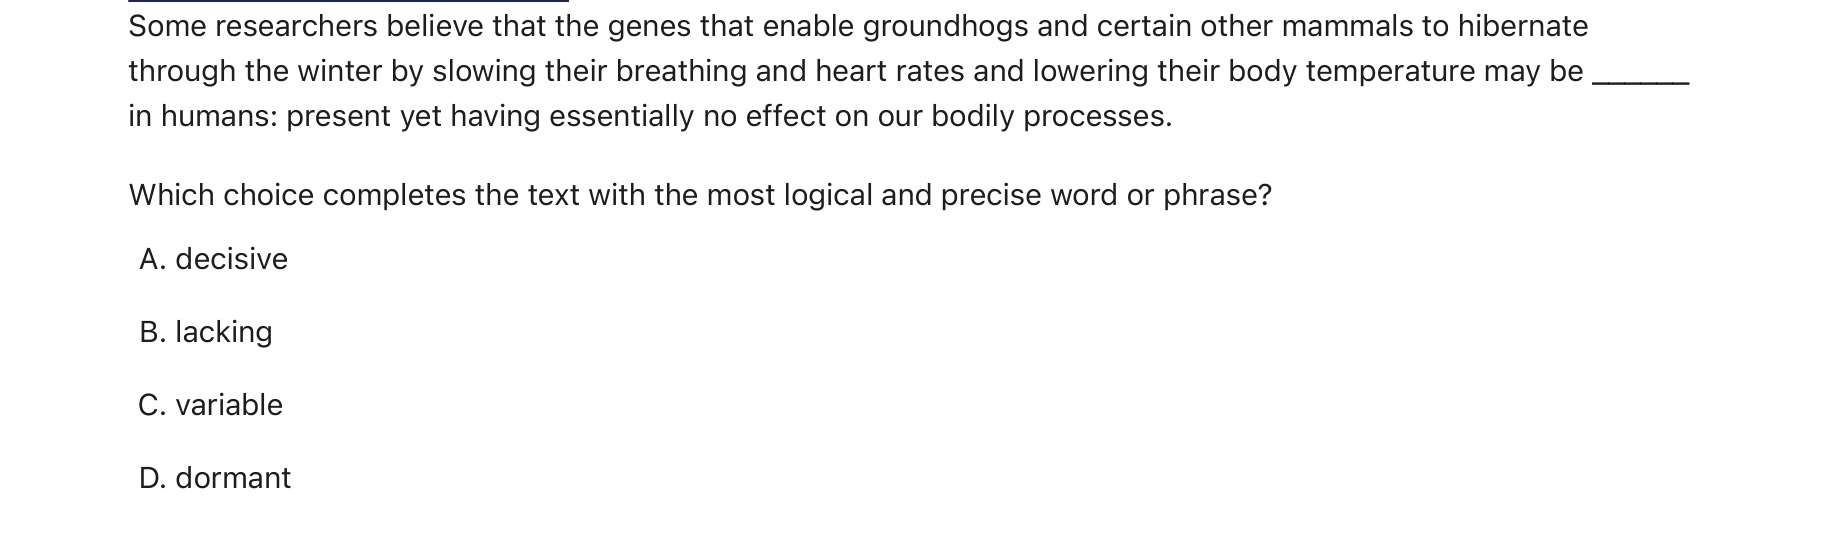 Some researchers believe that the genes that enable groundhogs and certain other mammals to hibernate
through the winter by slowing their breathing and heart rates and lowering their body temperature may be ______
in humans: present yet having essentially no effect on our bodily processes.
Which choice completes the text with the most logical and precise word or phrase?
A. decisive
B. lacking
C. variable
D. dormant